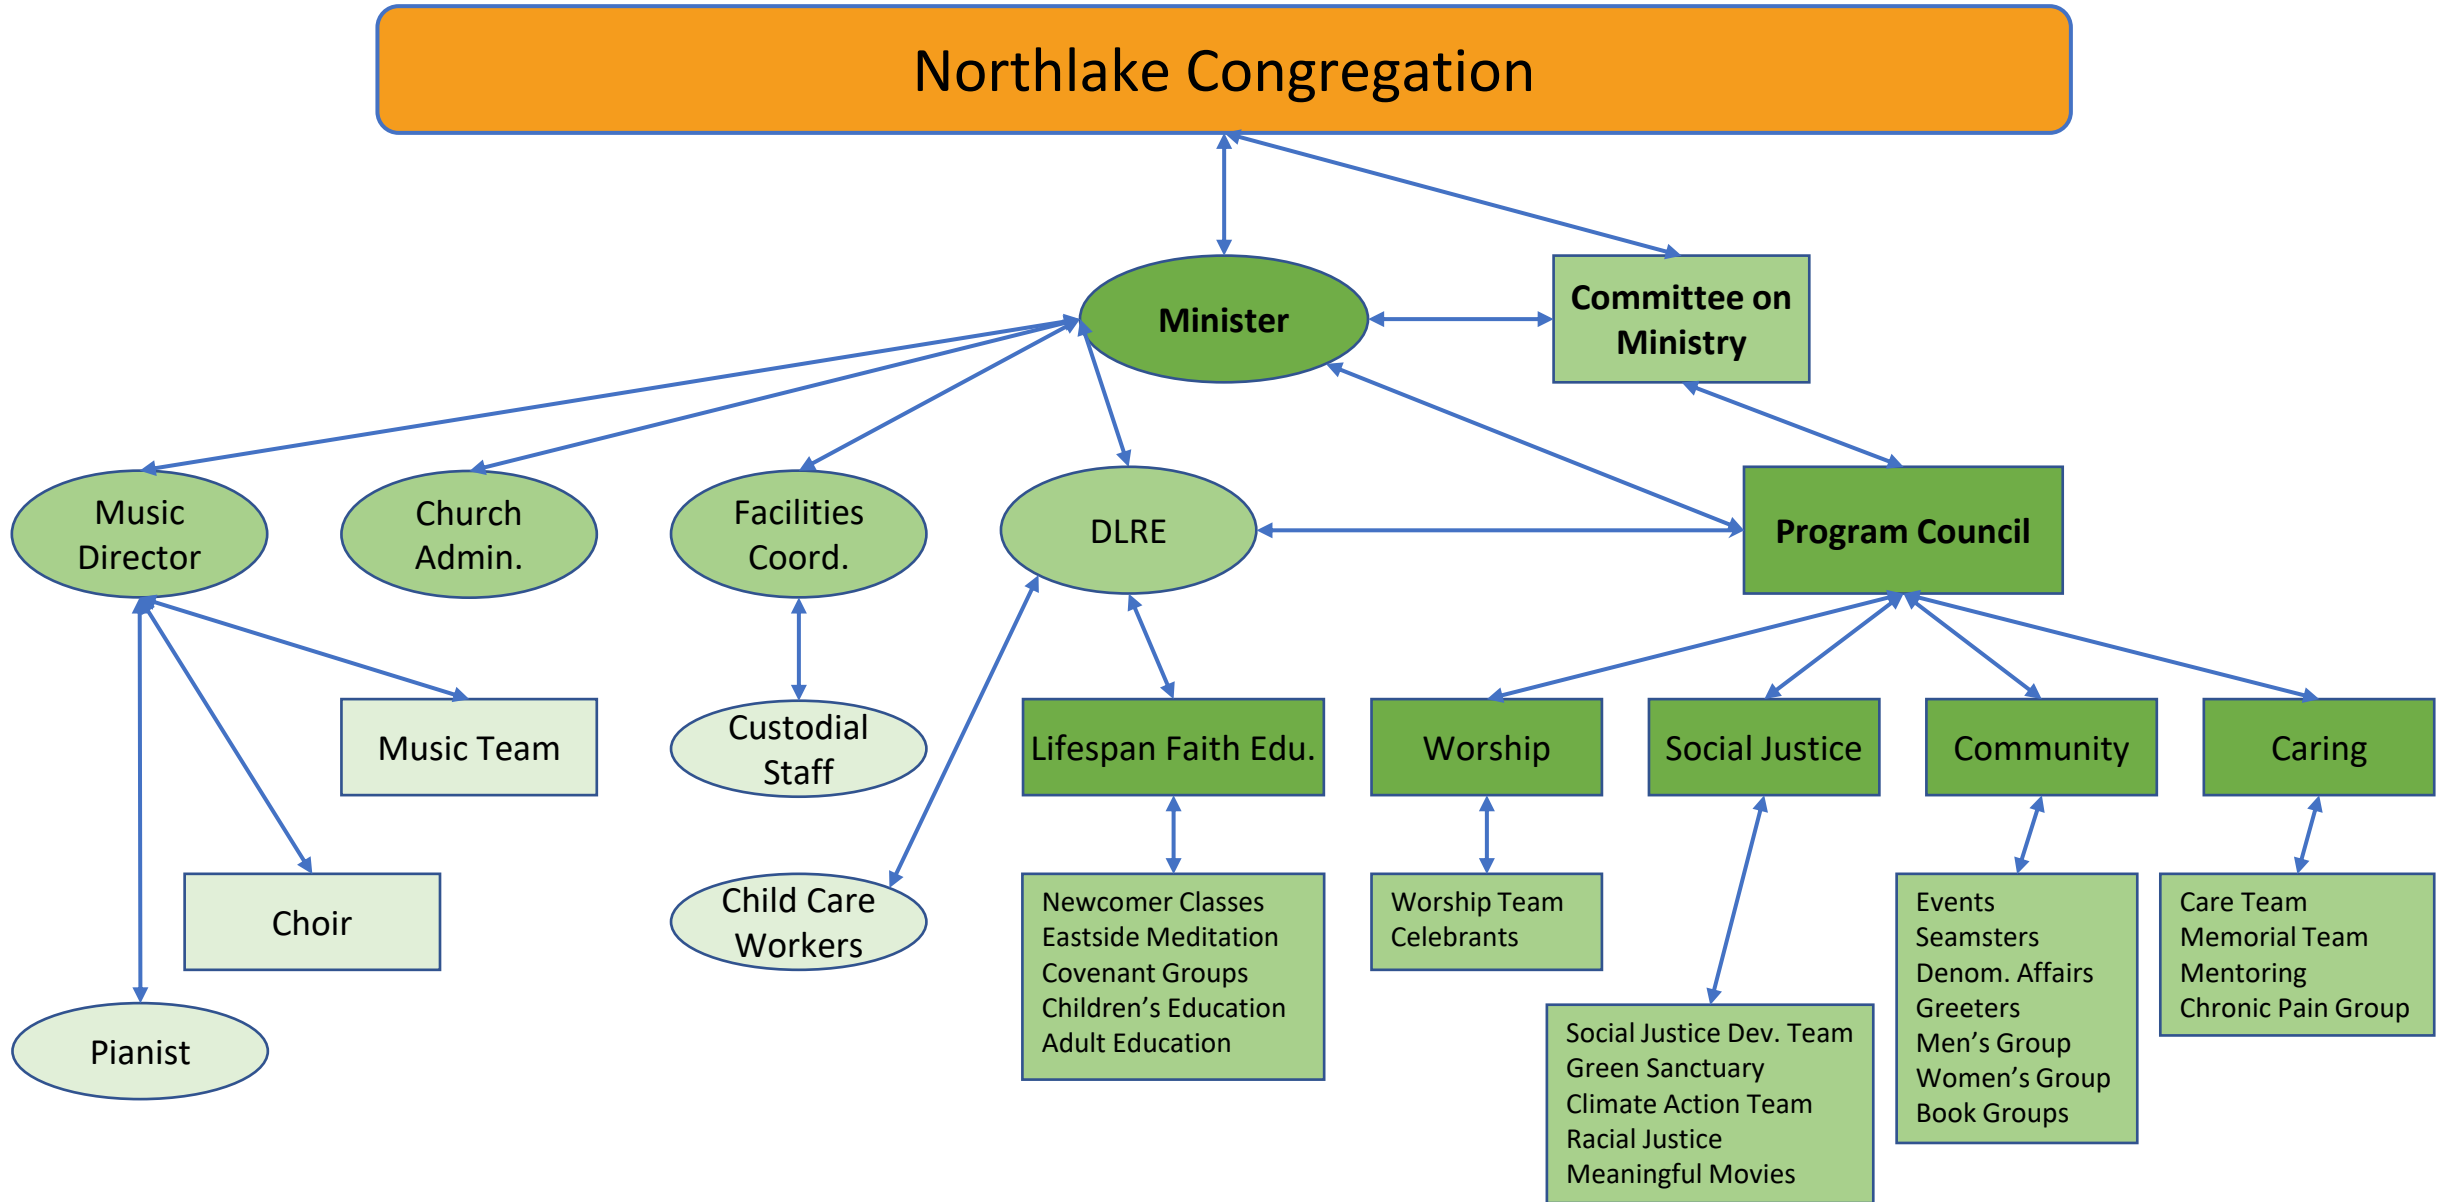 Northlake Congregation
Minister
Committee on
Ministry
Music
Director
Church
Admin.
Facilities
Coord.
DLRE
Program Council
Music Team
Custodial
Staff
Lifespan Faith Edu.
Worship
Social Justice
Community
Caring
Choir
Child Care
Workers
Newcomer Classes
Eastside Meditation
Covenant Groups
Children’s Education
Adult Education
Worship Team
Celebrants
Events
Seamsters
Denom. Affairs
Greeters
Men’s Group
Women’s Group
Book Groups
Care Team
Memorial Team
Mentoring
Chronic Pain Group
Pianist
Social Justice Dev. Team
Green Sanctuary
Climate Action Team
Racial Justice
Meaningful Movies